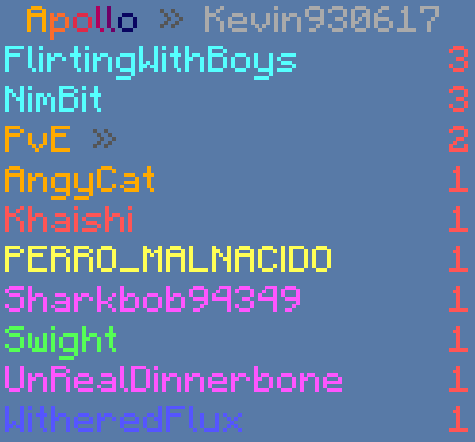 Apollo » Kevin930617
FlirtingWithBoys 3
NimBit 3
PvE » 2
AngyCat 1
Khaishi 1
PERRO_MALNACIDO 1
Sharkbob94349 1
Swight 1
UnRealDinnerbone 1
WitheredFlux 1